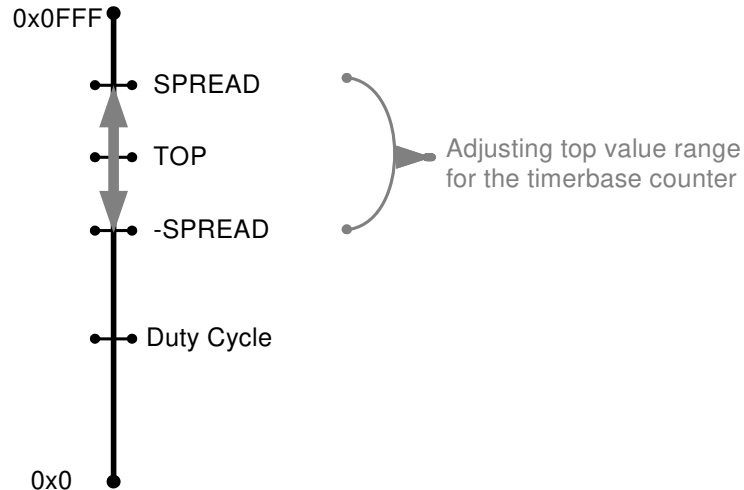 0x0FFF
SPREAD
TOP
Adjusting top value range
for the timerbase counter
-SPREAD
Duty Cycle
0x0